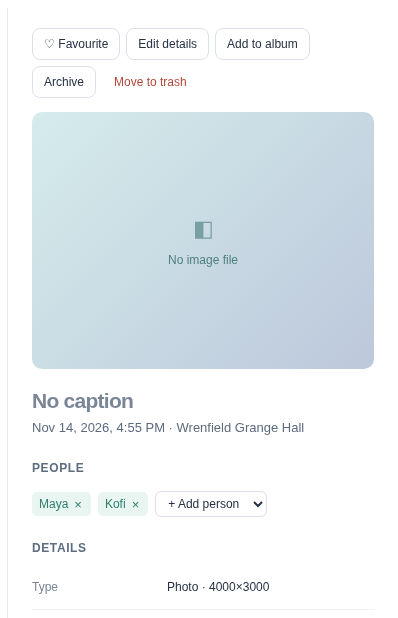 ♡ Favourite Edit details Add to album
Archive Move to trash
No image file
No caption
Nov 14, 2026, 4:55 PM · Wrenfield Grange Hall
PEOPLE
Maya × Kofi × + Add person
DETAILS
Type Photo · 4000×3000